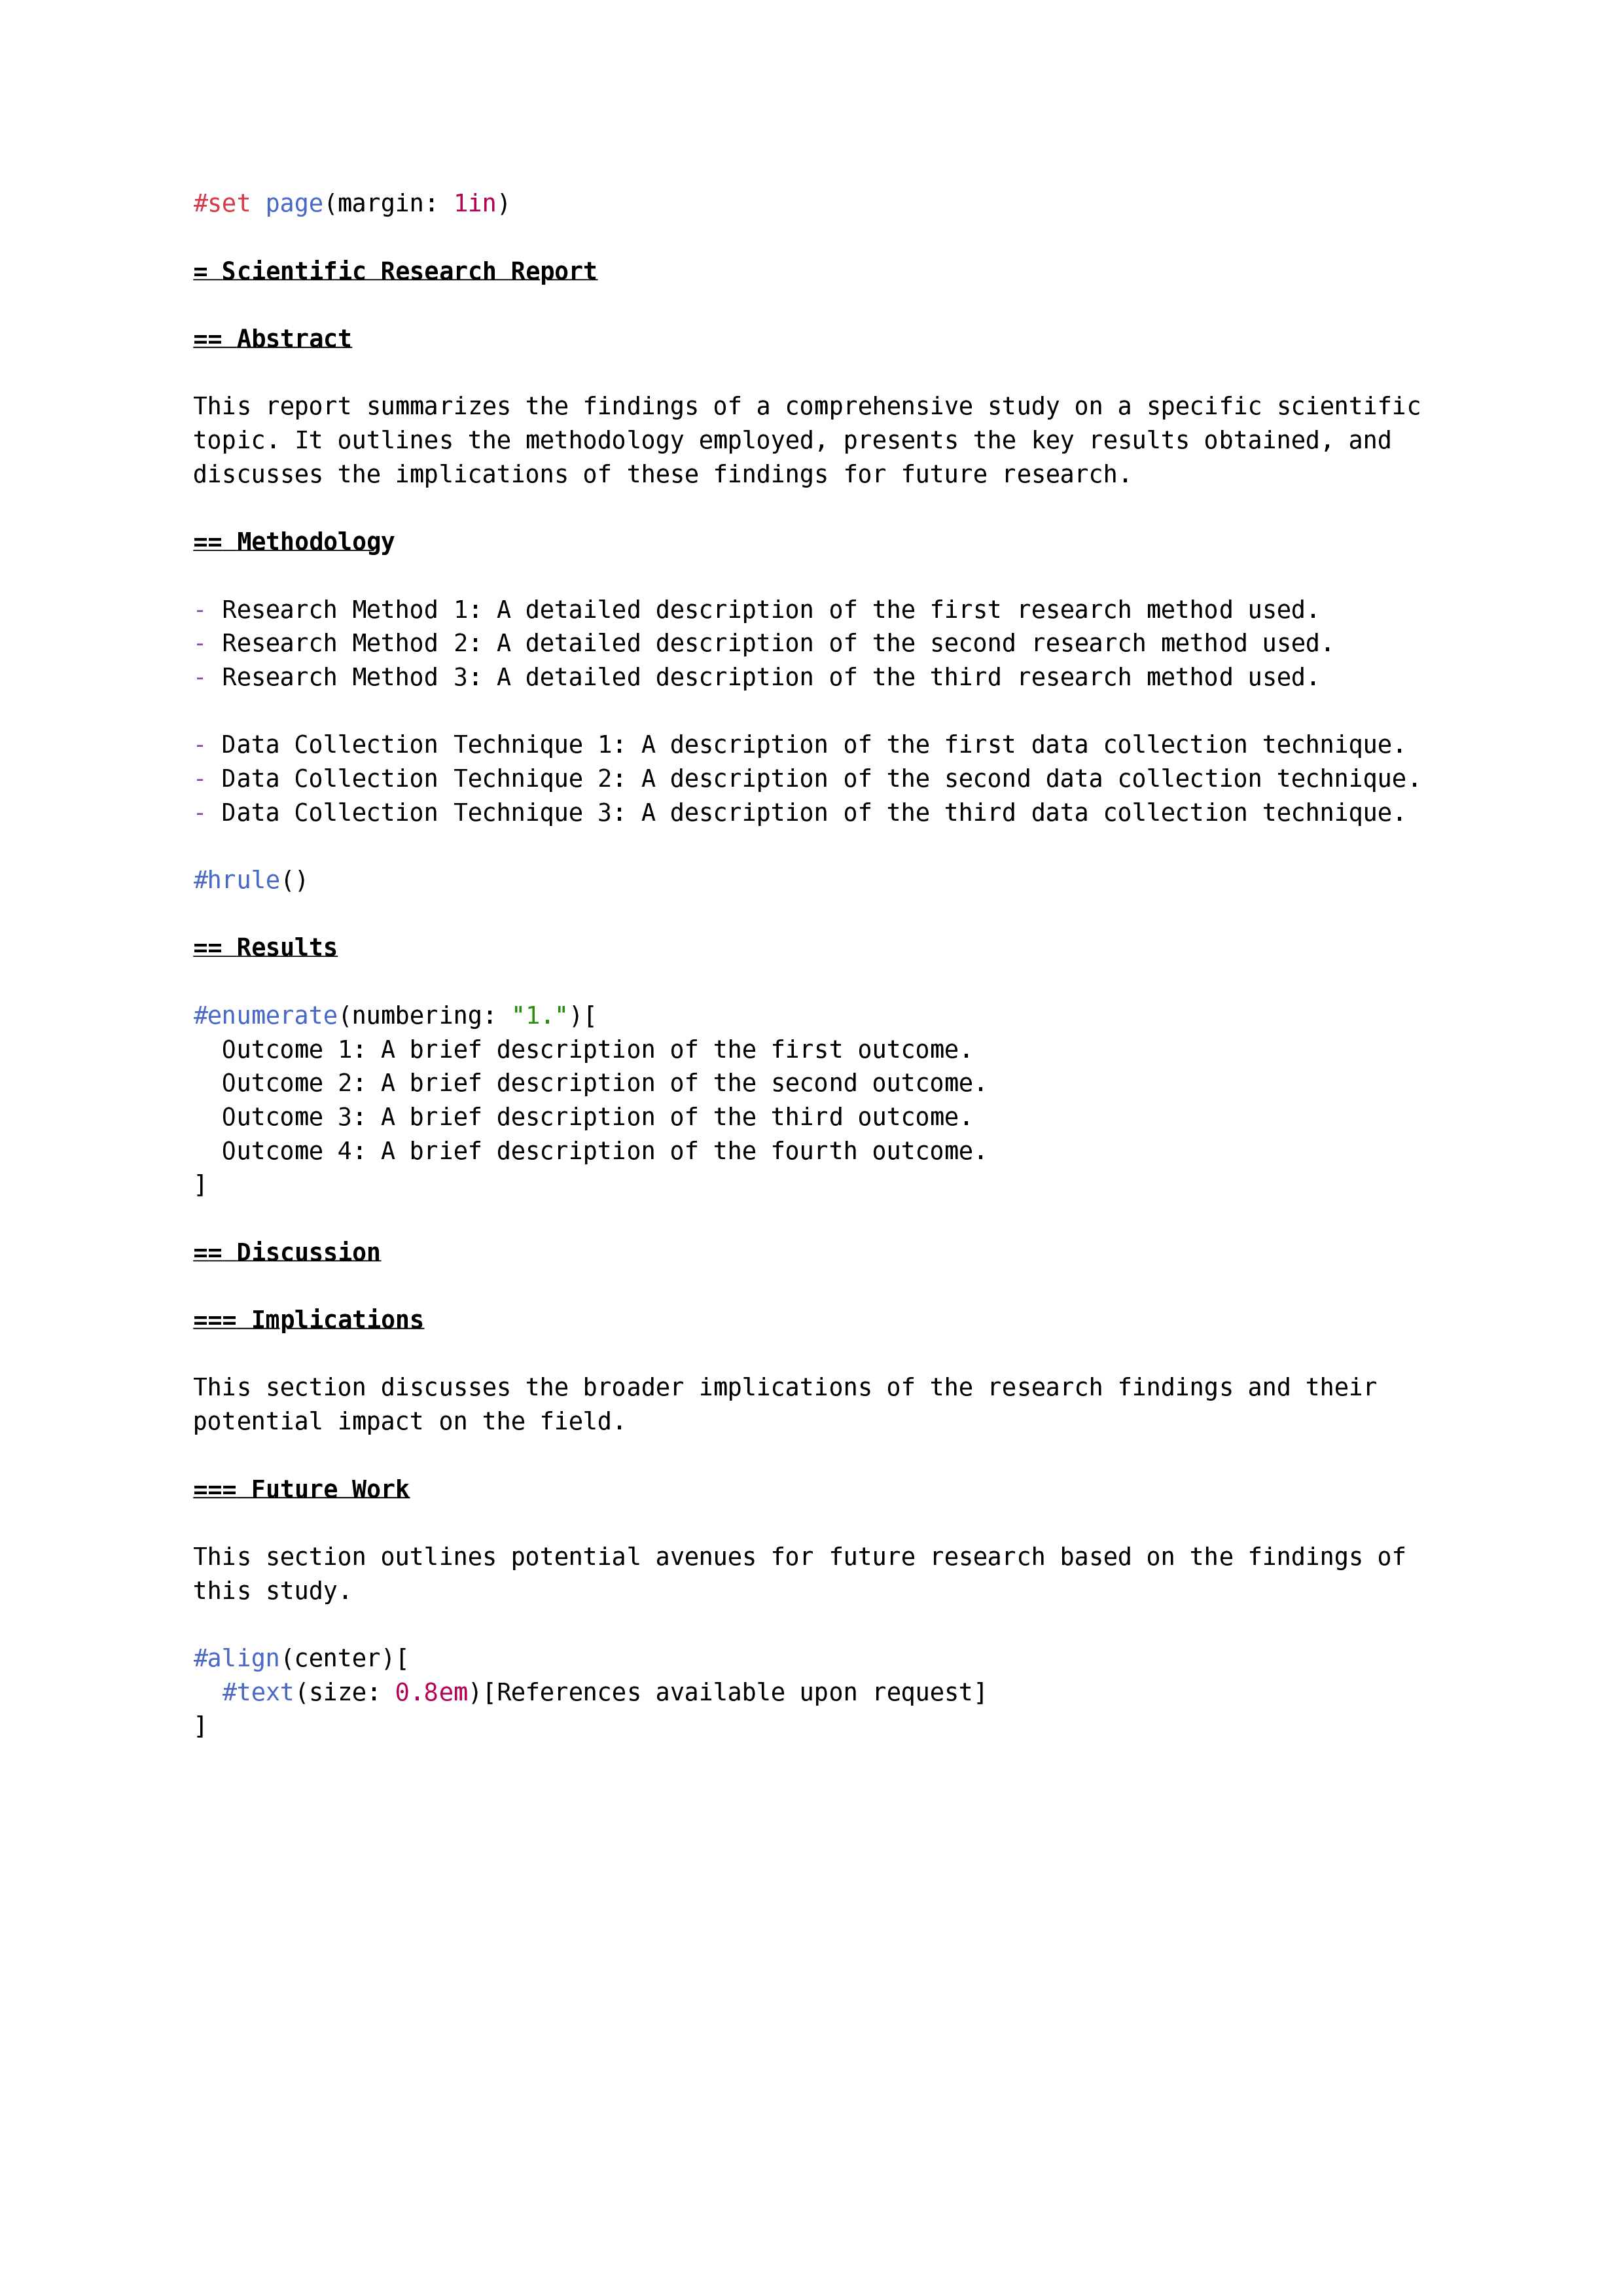 #set page(margin: 1in)
= Scientific Research Report
== Abstract
This report summarizes the findings of a comprehensive study on a specific scientific
topic. It outlines the methodology employed, presents the key results obtained, and
discusses the implications of these findings for future research.
== Methodology
- Research Method 1: A detailed description of the first research method used.
- Research Method 2: A detailed description of the second research method used.
- Research Method 3: A detailed description of the third research method used.
- Data Collection Technique 1: A description of the first data collection technique.
- Data Collection Technique 2: A description of the second data collection technique.
- Data Collection Technique 3: A description of the third data collection technique.
#hrule()
== Results
#enumerate(numbering: "1.")[
  Outcome 1: A brief description of the first outcome.
  Outcome 2: A brief description of the second outcome.
  Outcome 3: A brief description of the third outcome.
  Outcome 4: A brief description of the fourth outcome.
]
== Discussion
=== Implications
This section discusses the broader implications of the research findings and their
potential impact on the field.
=== Future Work
This section outlines potential avenues for future research based on the findings of
this study.
#align(center)[
  #text(size: 0.8em)[References available upon request]
]